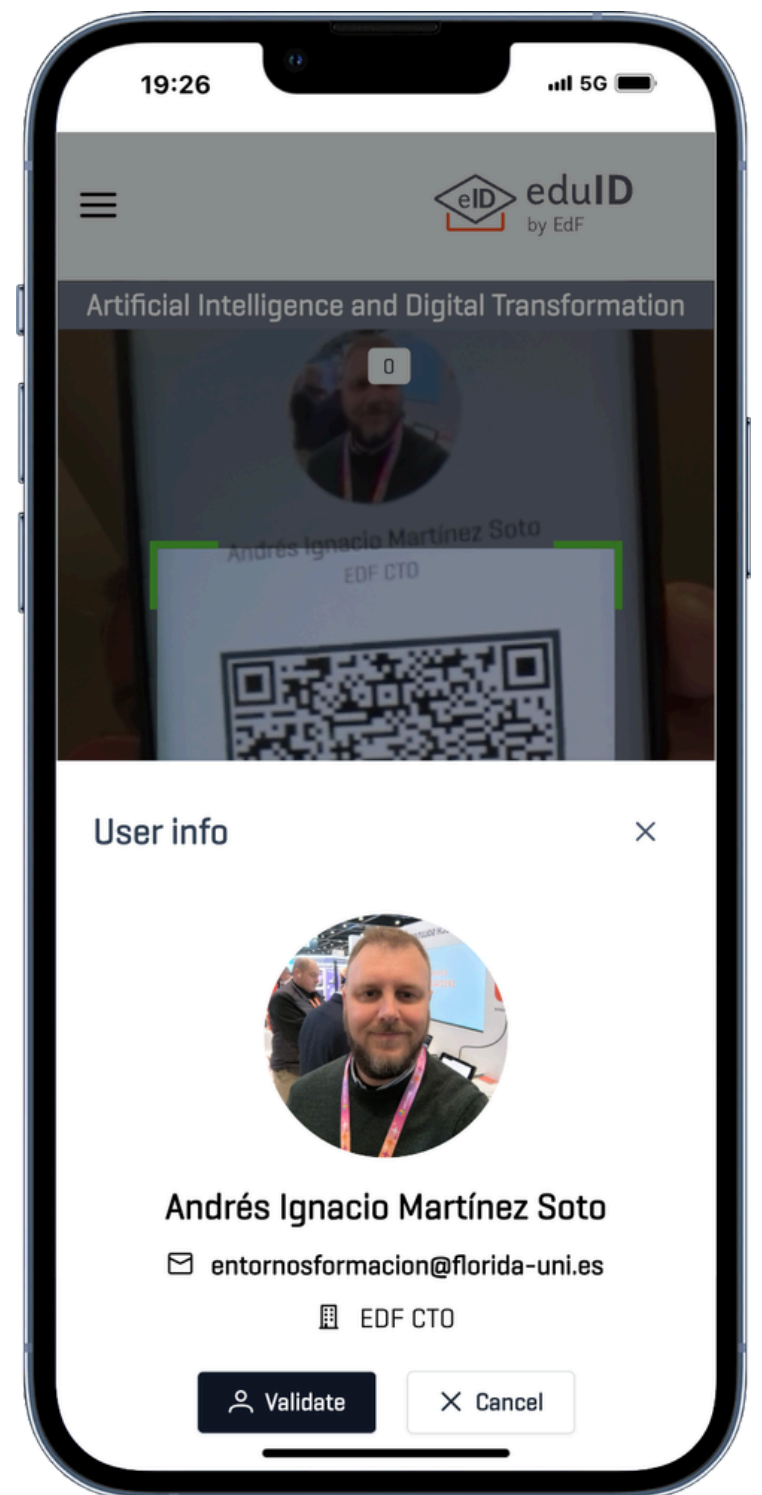 19:26
5G
eID
eduID
by EdF
Artificial Intelligence and Digital Transformation
0
Andrés Ignacio Martínez Soto
EDF CTO
User info
Andrés Ignacio Martínez Soto
entornosformacion@florida-uni.es
EDF CTO
Validate
Cancel